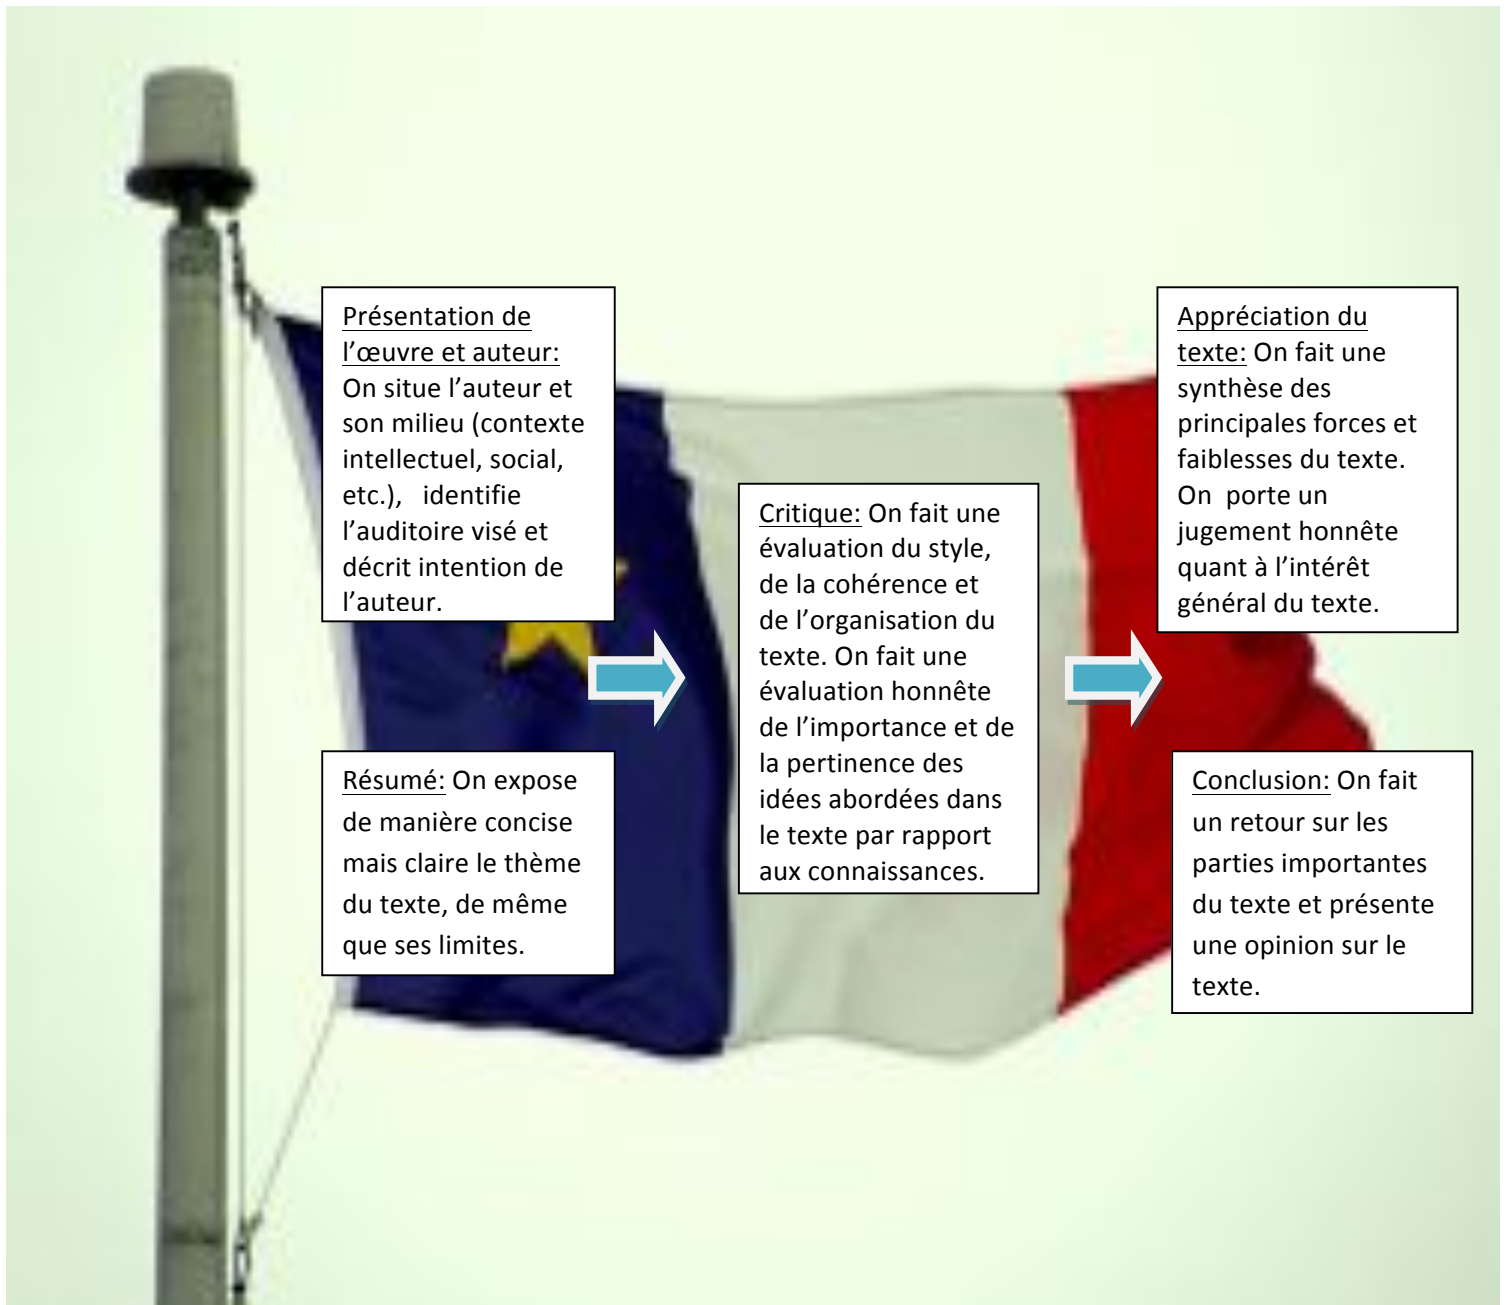 Présentation de
l’œuvre et auteur:
On situe l’auteur et
son milieu (contexte
intellectuel, social,
etc.), identifie
l’auditoire visé et
décrit intention de
l’auteur.
Résumé: On expose
de manière concise
mais claire le thème
du texte, de même
que ses limites.
Critique: On fait une
évaluation du style,
de la cohérence et
de l’organisation du
texte. On fait une
évaluation honnête
de l’importance et de
la pertinence des
idées abordées dans
le texte par rapport
aux connaissances.
Appréciation du
texte: On fait une
synthèse des
principales forces et
faiblesses du texte.
On porte un
jugement honnête
quant à l’intérêt
général du texte.
Conclusion: On fait
un retour sur les
parties importantes
du texte et présente
une opinion sur le
texte.